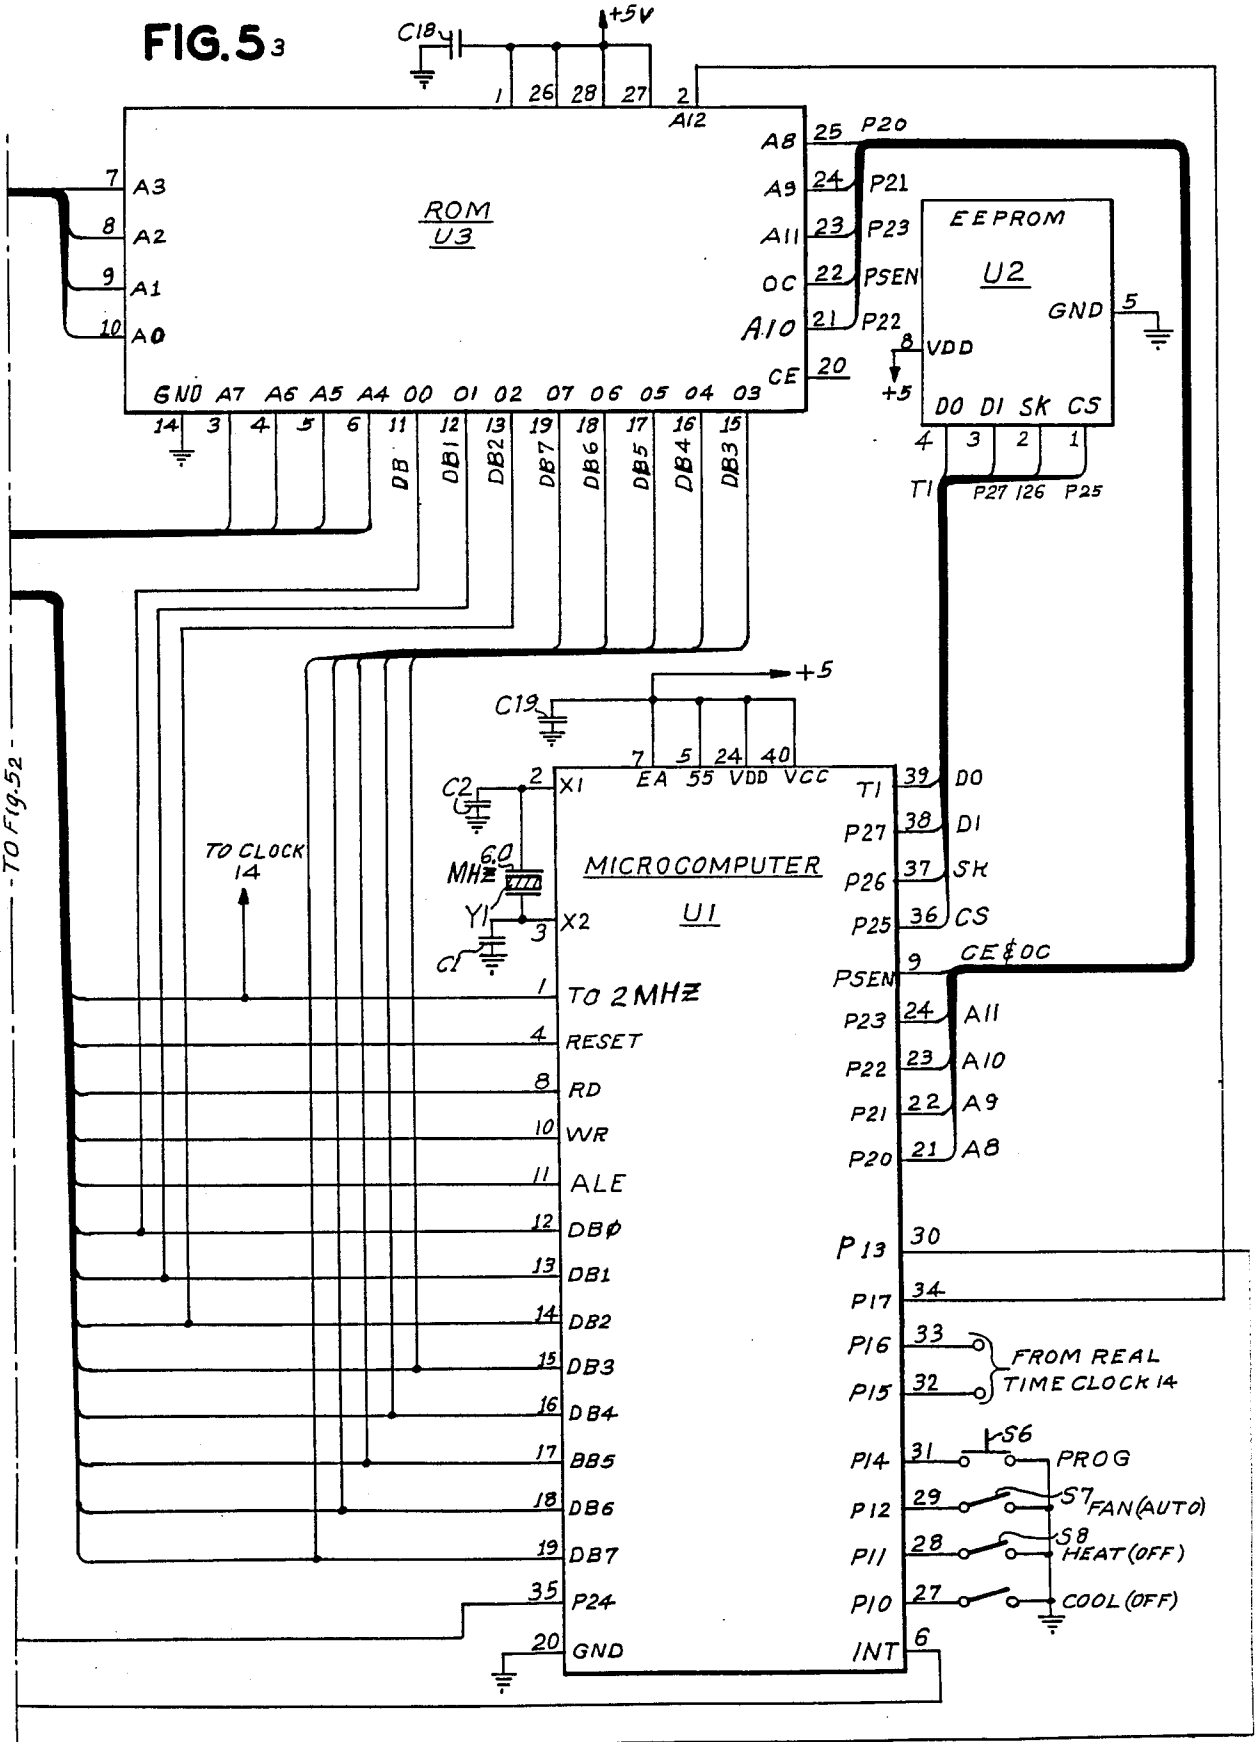 FIG. 5 3
C18
+5V
1 26 28 27 2
A12
ROM
U3
7 A3
8 A2
9 A1
10 A0
A8 25 P20
A9 24 P21
A11 23 P23
OC 22 PSEN
A10 21 P22
CE 20
GND A7 A6 A5 A4 O0 O1 O2 O7 O6 O5 O4 O3
14 3 4 5 6 11 12 13 19 18 17 16 15
DB DB1 DB2 DB7 DB6 DB5 DB4 DB3
EEPROM
U2
GND 5
8 VDD
+5
DO DI SK CS
4 3 2 1
T1 P27 126 P25
TO Fig. 5 2
+5
C19
7 5 24 40
EA 55 VDD VCC
MICROCOMPUTER
U1
C2
2 X1
6.0
MHZ
Y1
3 X2
C1
TO CLOCK
14
1 TO 2MHZ
4 RESET
8 RD
10 WR
11 ALE
12 DBØ
13 DB1
14 DB2
15 DB3
16 DB4
17 BB5
18 DB6
19 DB7
35 P24
20 GND
T1 39 DO
P27 38 DI
P26 37 SK
P25 36 CS
PSEN 9 CE & OC
P23 24 A11
P22 23 A10
P21 22 A9
P20 21 A8
P13 30
P17 34
P16 33
P15 32
FROM REAL
TIME CLOCK 14
P14 31 S6 PROG
P12 29 S7 FAN (AUTO)
P11 28 S8 HEAT (OFF)
P10 27 COOL (OFF)
INT 6